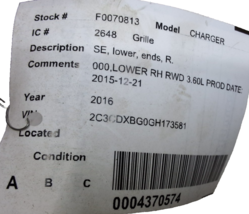 Stock # F0070813 Model CHARGER
IC # 2648 Grille
Description SE, lower, ends, R.
Comments 000,LOWER RH RWD 3.60L PROD DATE:
2015-12-21
Year 2016
VIN 2C3CDXBG0GH173581
Located
Condition
A B C
0004370574